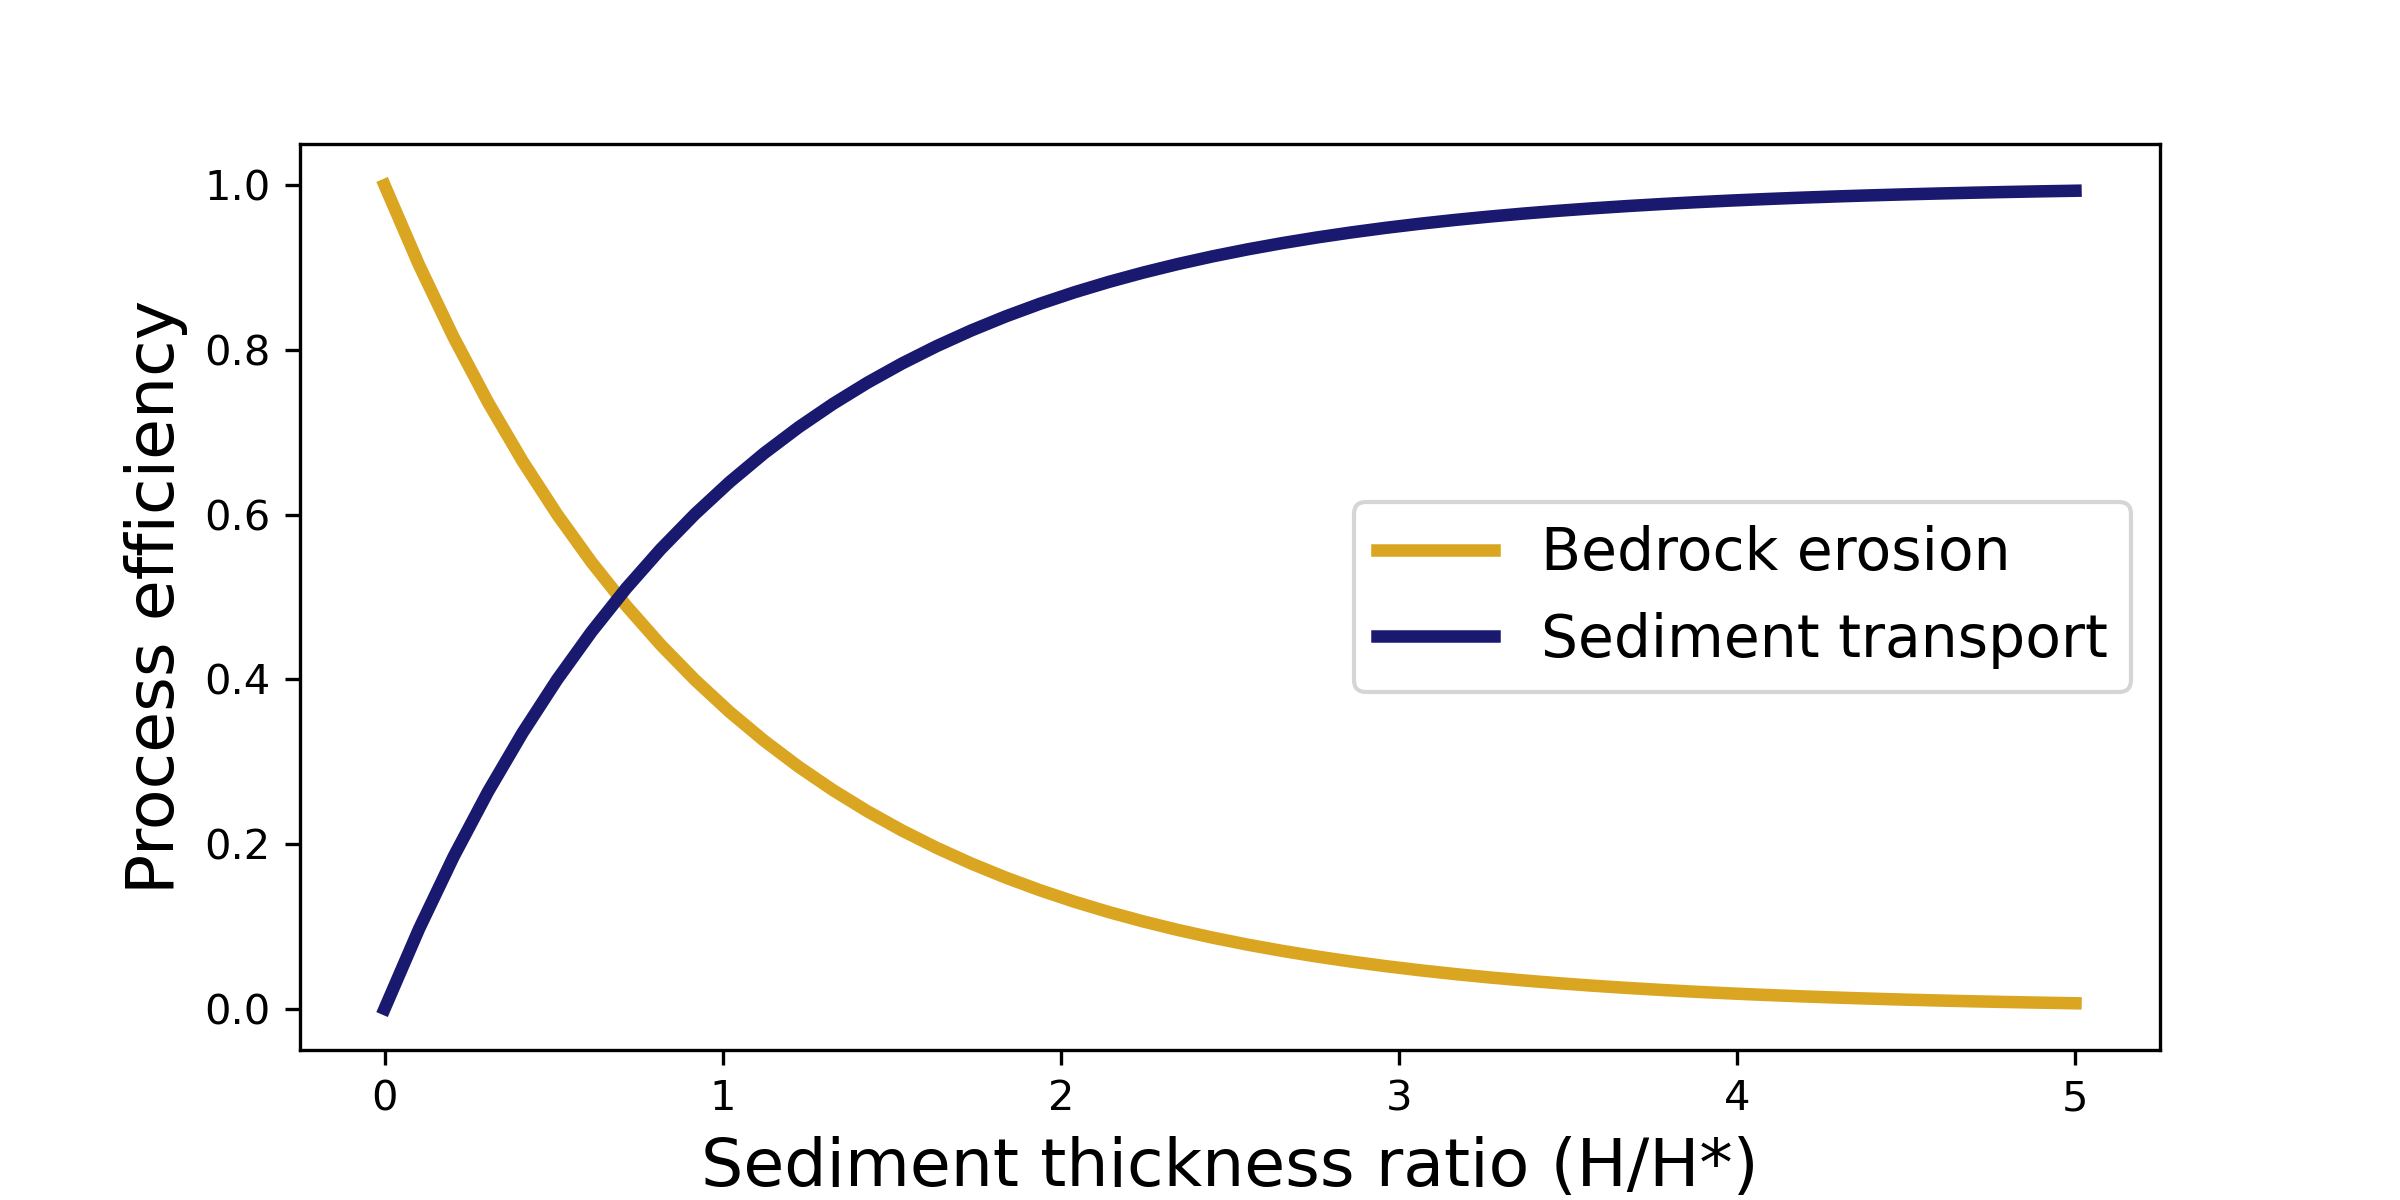 1.0
0.8
0.6
0.4
0.2
0.0
Process efficiency
Bedrock erosion
Sediment transport
0 1 2 3 4 5
Sediment thickness ratio (H/H*)